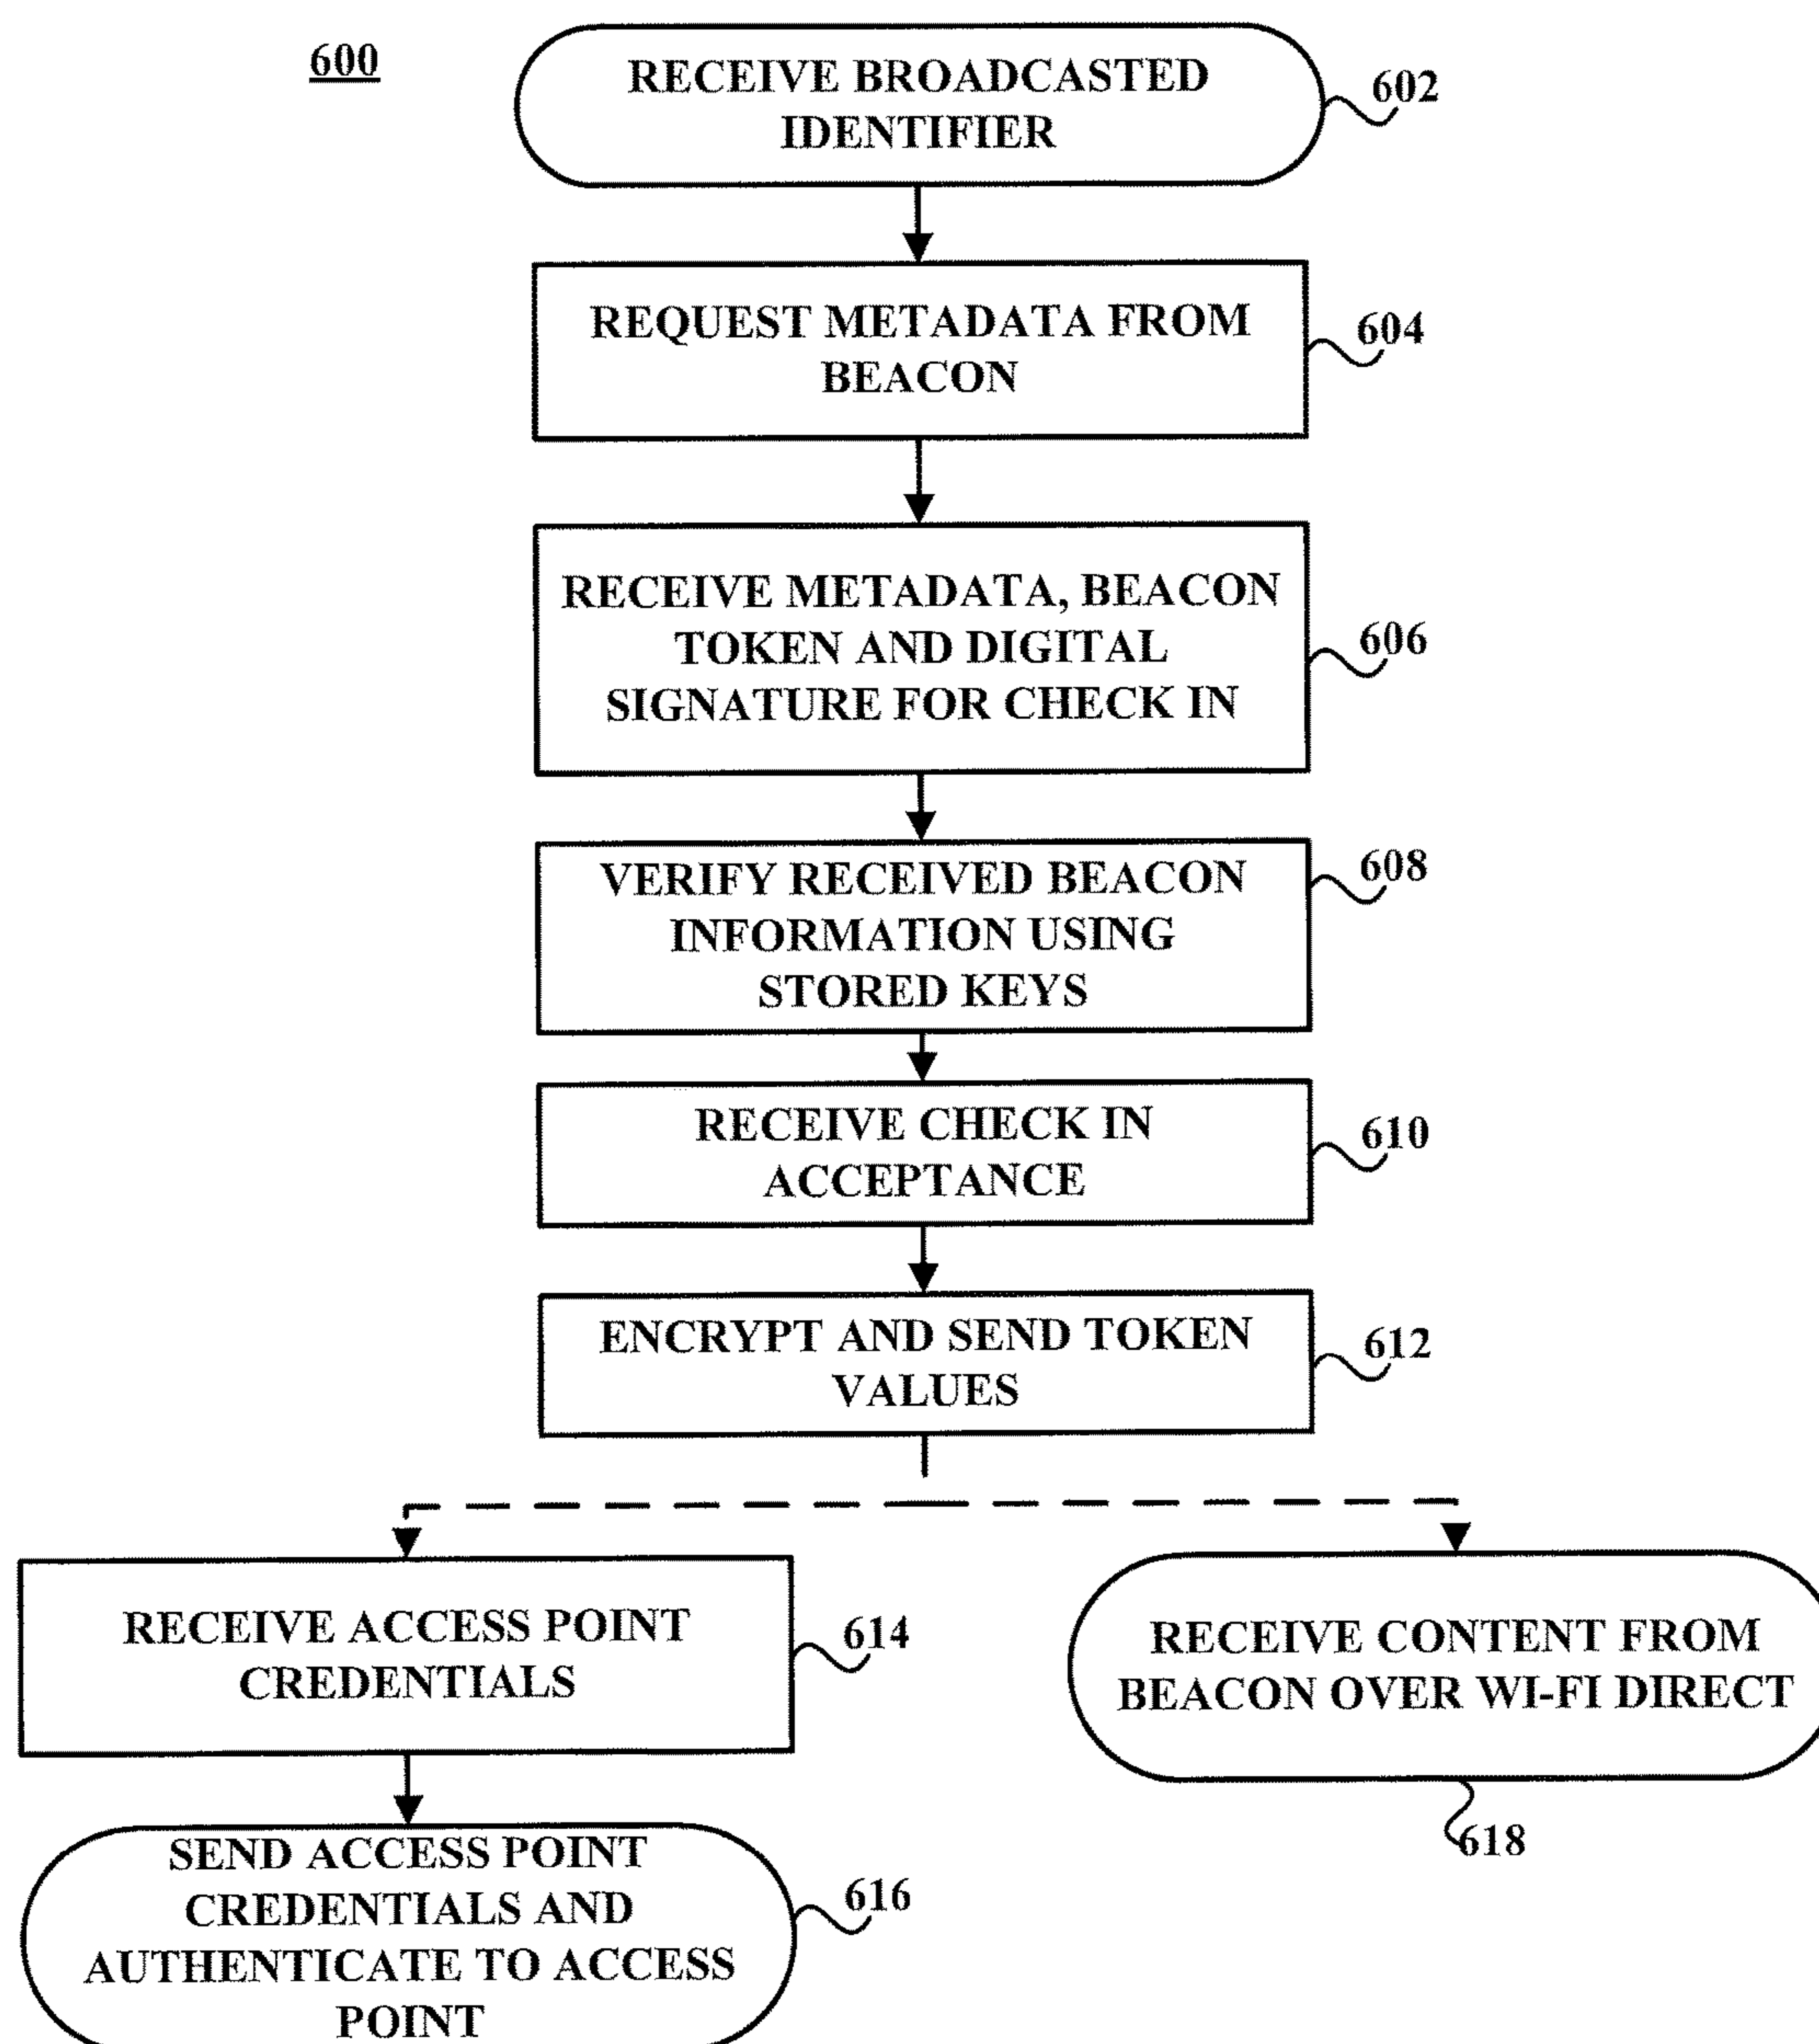 600
RECEIVE BROADCASTED
IDENTIFIER
602
REQUEST METADATA FROM
BEACON
604
RECEIVE METADATA, BEACON
TOKEN AND DIGITAL
SIGNATURE FOR CHECK IN
606
VERIFY RECEIVED BEACON
INFORMATION USING
STORED KEYS
608
RECEIVE CHECK IN
ACCEPTANCE
610
ENCRYPT AND SEND TOKEN
VALUES
612
RECEIVE ACCESS POINT
CREDENTIALS
614
RECEIVE CONTENT FROM
BEACON OVER WI-FI DIRECT
618
SEND ACCESS POINT
CREDENTIALS AND
AUTHENTICATE TO ACCESS
POINT
616